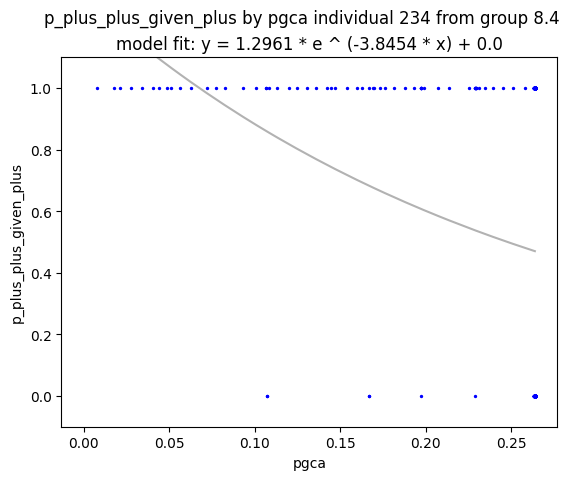 p_plus_plus_given_plus by pgca individual 234 from group 8.4
model fit: y = 1.2961 * e ^ (-3.8454 * x) + 0.0
1.0
0.8
0.6
0.4
0.2
0.0
p_plus_plus_given_plus
0.00 0.05 0.10 0.15 0.20 0.25
pgca